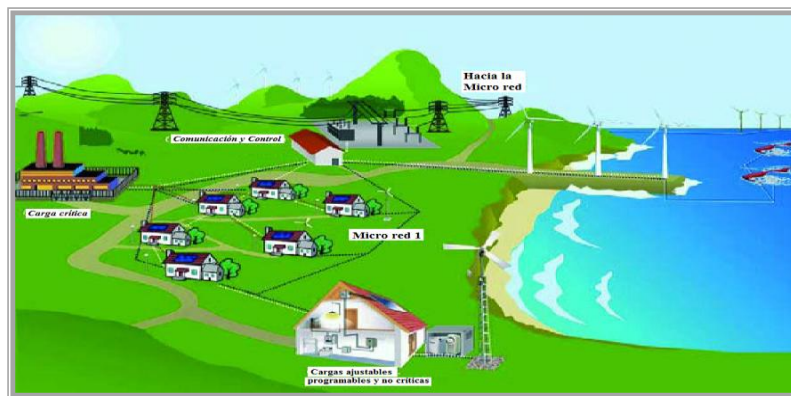 Hacia la
Micro red
Comunicación y Control
Carga crítica
Micro red 1
Cargas ajustables
programables y no críticas